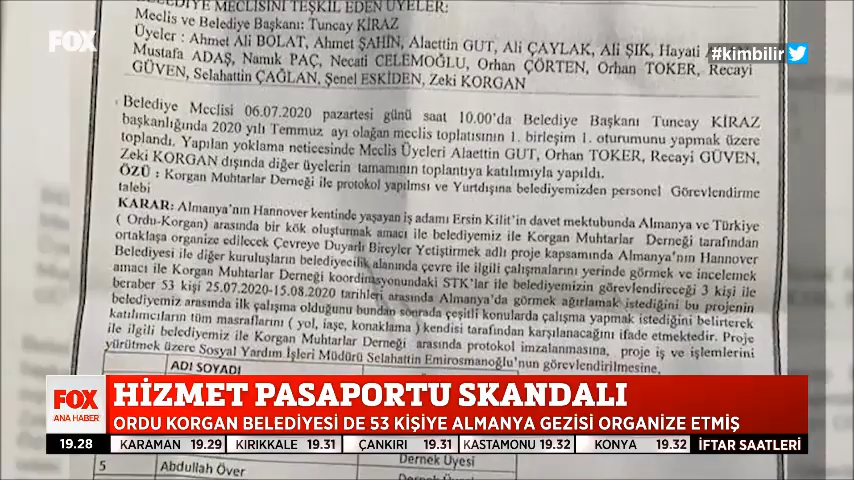 BELEDİYE MECLİSİNİ TEŞKİL EDEN ÜYELER:
FOX
Meclis ve Belediye Başkanı: Tuncay KİRAZ
Üyeler : Ahmet Ali BOLAT, Ahmet ŞAHİN, Alaettin GUT, Ali ÇAYLAK, Ali ŞIK, Hayati
#kimbilir
Mustafa ADAŞ, Namık PAÇ, Necati CELEMOĞLU, Orhan ÇÖRTEN, Orhan TOKER, Recayi
GÜVEN, Selahattin ÇAĞLAN, Şenel ESKİDEN, Zeki KORGAN
Belediye Meclisi 06.07.2020 pazartesi günü saat 10.00'da Belediye Başkanı Tuncay KİRAZ
başkanlığında 2020 yılı Temmuz ayı olağan meclis toplatısının 1. birleşim 1. oturumunu yapmak üzere
toplandı. Yapılan yoklama neticesinde Meclis Üyeleri Alaettin GUT, Orhan TOKER, Recayi GÜVEN,
Zeki KORGAN dışında diğer üyelerin tamamının toplantıya katılımıyla yapıldı.
ÖZÜ : Korgan Muhtarlar Derneği ile protokol yapılmsı ve Yurtdışına belediyemizden personel Görevlendirme
talebi
KARAR: Almanya'nın Hannover kentinde yaşayan iş adamı Ersin Kilit'in davet mektubunda Almanya ve Türkiye
( Ordu-Korgan) arasında bir kök oluşturmak amacı ile belediyemiz ile Korgan Muhtarlar Derneği tarafından
ortaklaşa organize edilecek Çevreye Duyarlı Bireyler Yetiştirmek adlı proje kapsamında Almanya'nın Hannover
Belediyesi ile diğer kuruluşların belediyecilik alanında çevre ile ilgili çalışmalarını yerinde görmek ve incelemek
amacı ile Korgan Muhtarlar Derneği koordinasyonundaki STK'lar ile belediyemizin görevlendireceği 3 kişi ile
beraber 53 kişi 25.07.2020-15.08.2020 tarihleri arasında Almanya'da görmek ağırlamak istediğini bu projenin
belediyemiz arasında ilk çalışma olduğunu bundan sonrada çeşitli konularda çalışma yapmak istediğini belirterek
katılımcıların tüm masraflarını ( yol, iaşe, konaklama ) kendisi tarafından karşılanacağını ifade etmektedir. Proje
ile ilgili belediyemiz ile Korgan Muhtarlar Derneği arasında protokol imzalanmasına, proje iş ve işlemlerini
yürütmek üzere Sosyal Yardım İşleri Müdürü Selahattin Emirosmanoğlu'nun görevlendirilmesine,
ADI SOYADI
FOX ANA HABER
HİZMET PASAPORTU SKANDALI
ORDU KORGAN BELEDİYESİ DE 53 KİŞİYE ALMANYA GEZİSİ ORGANİZE ETMİŞ
19.28 KARAMAN 19.29 KIRIKKALE 19.31 ÇANKIRI 19.31 KASTAMONU 19.32 KONYA 19.32 İFTAR SAATLERİ
5 Abdullah Över Dernek Üyesi